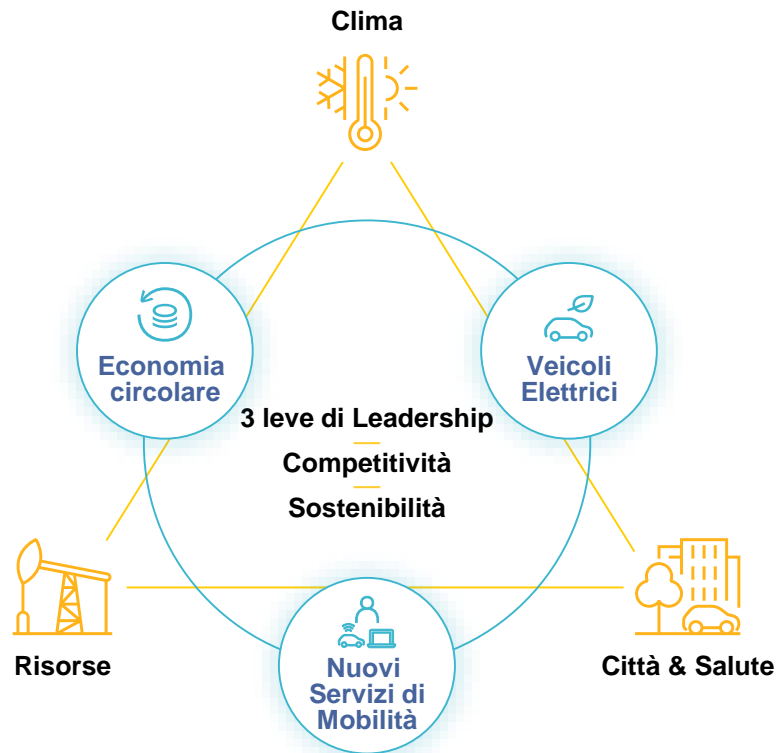 Clima
Economia
circolare
Veicoli
Elettrici
3 leve di Leadership
Competitività
Sostenibilità
Risorse
Nuovi
Servizi di
Mobilità
Città & Salute